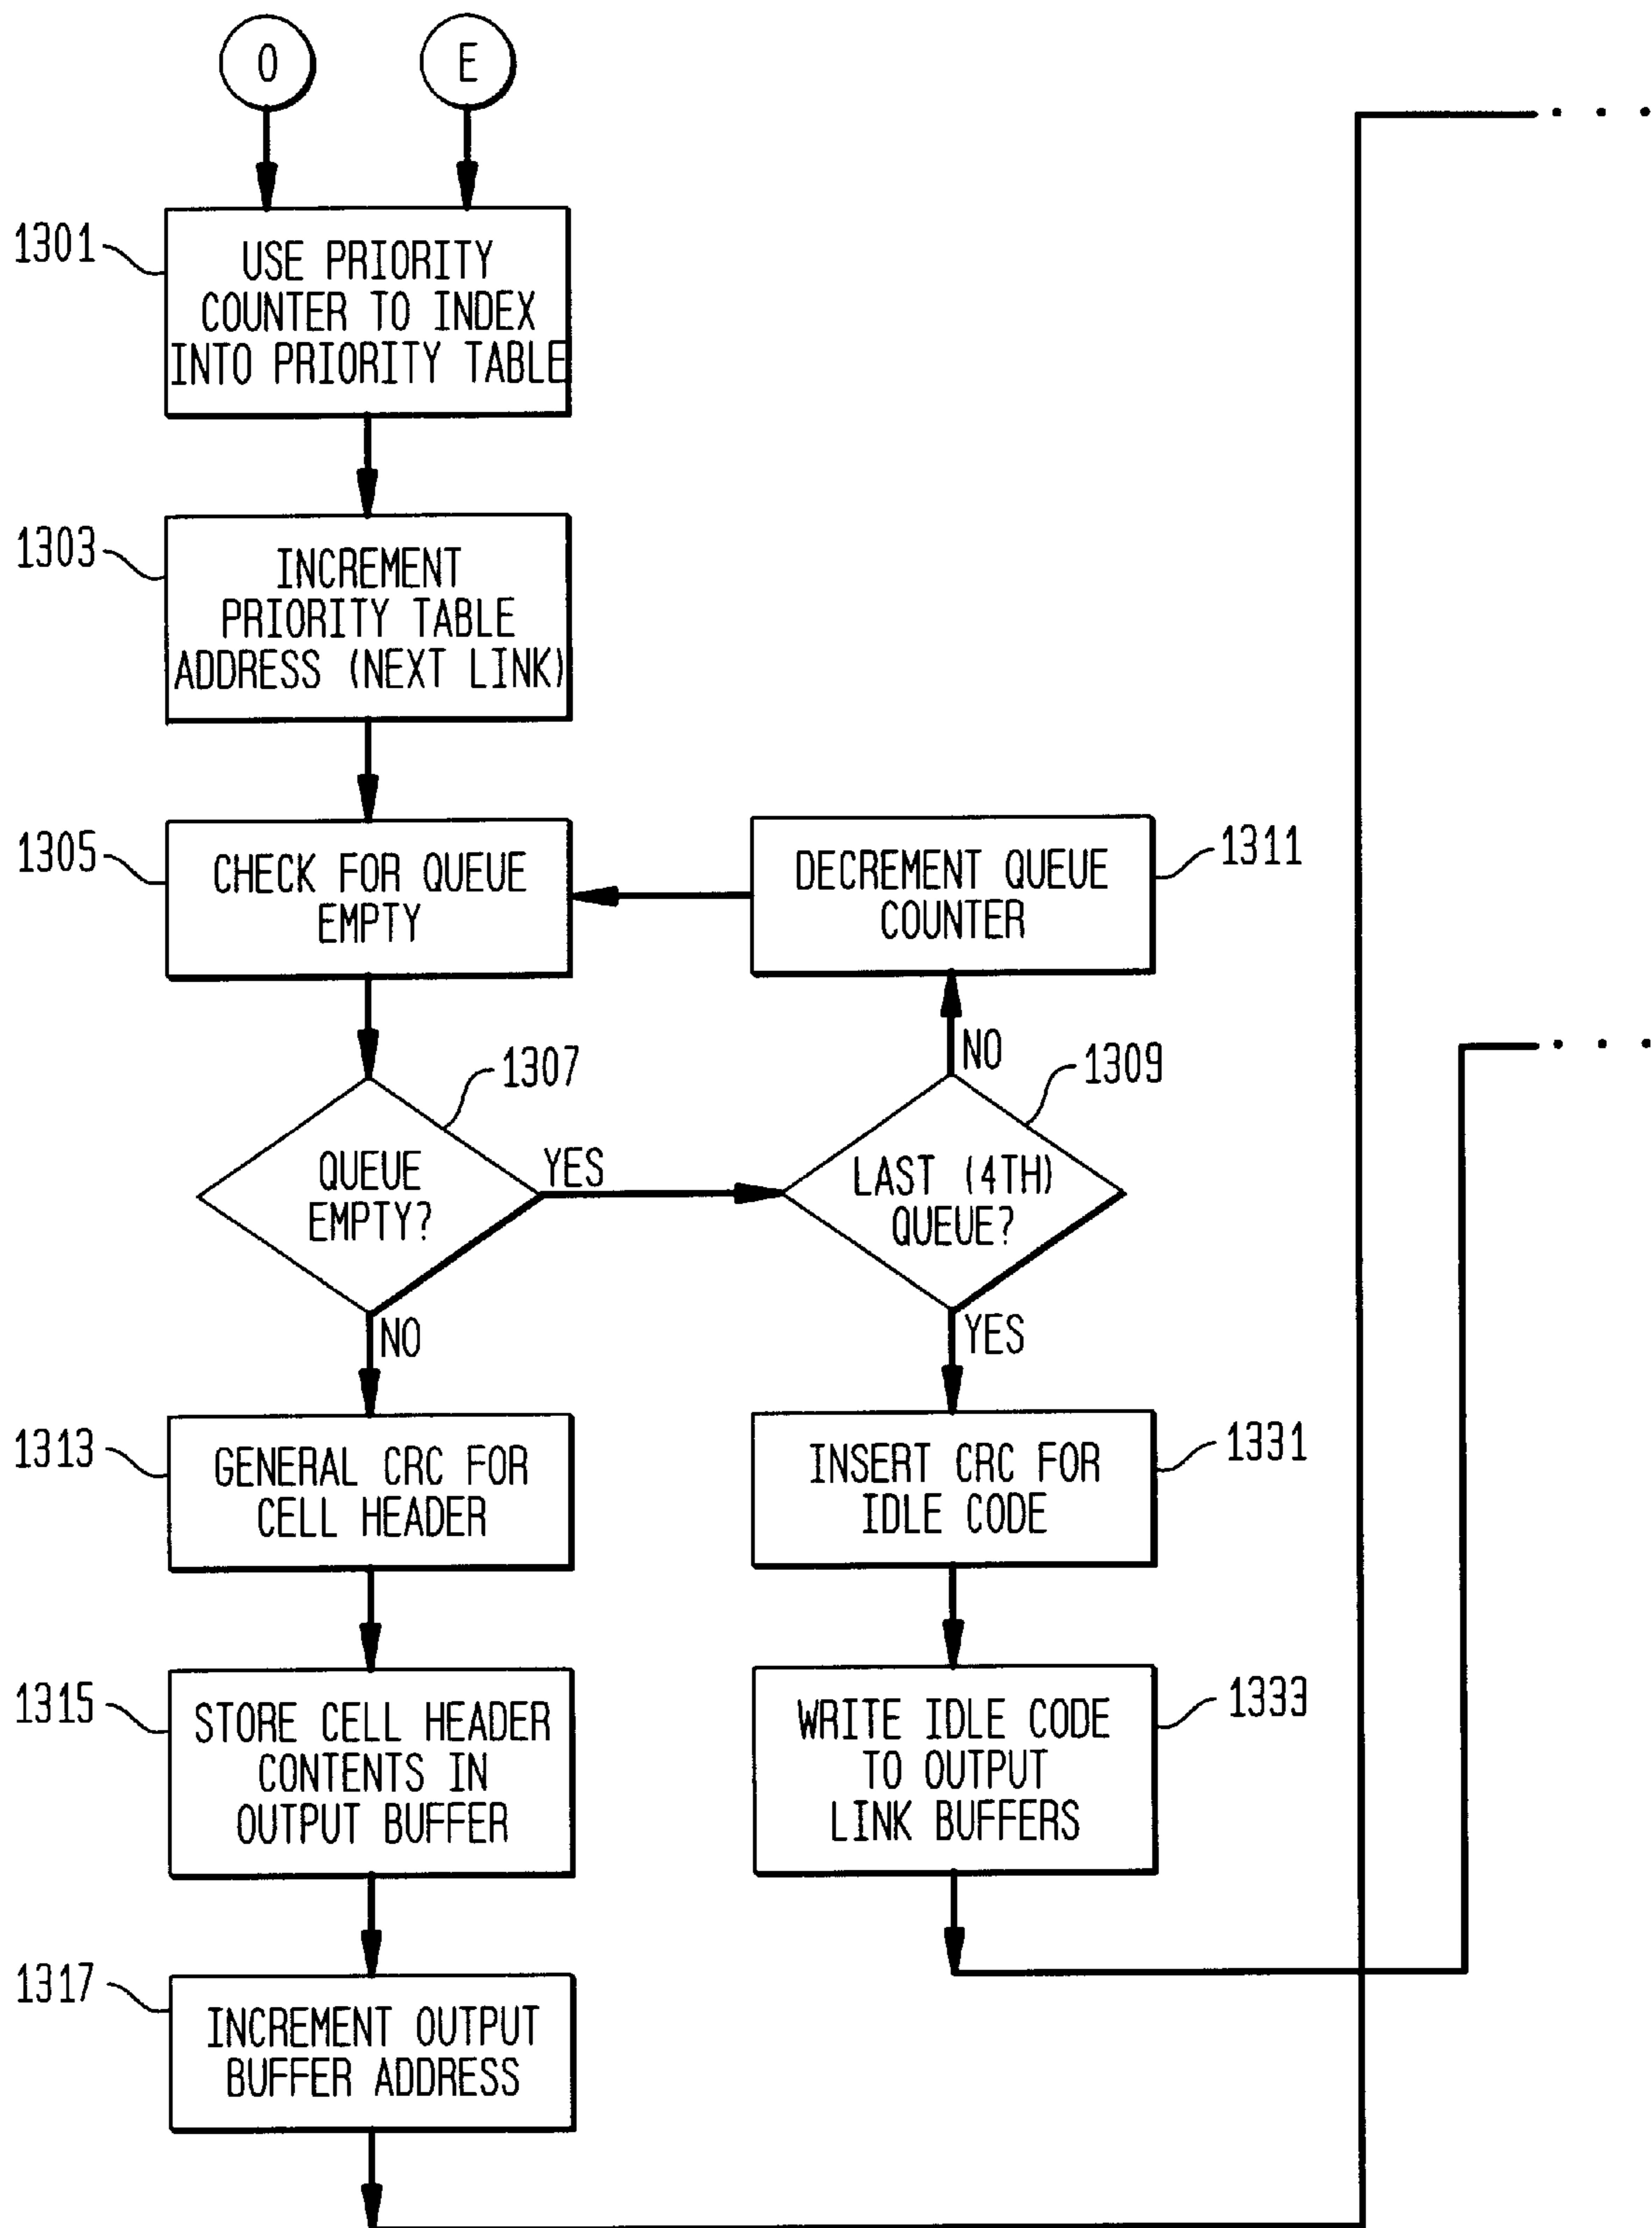 O
E
1301
USE PRIORITY
COUNTER TO INDEX
INTO PRIORITY TABLE
1303
INCREMENT
PRIORITY TABLE
ADDRESS (NEXT LINK)
1305
CHECK FOR QUEUE
EMPTY
DECREMENT QUEUE
COUNTER
1311
1307
QUEUE
EMPTY?
YES
NO
1309
LAST (4TH)
QUEUE?
NO
YES
1313
GENERAL CRC FOR
CELL HEADER
INSERT CRC FOR
IDLE CODE
1331
1315
STORE CELL HEADER
CONTENTS IN
OUTPUT BUFFER
WRITE IDLE CODE
TO OUTPUT
LINK BUFFERS
1333
1317
INCREMENT OUTPUT
BUFFER ADDRESS